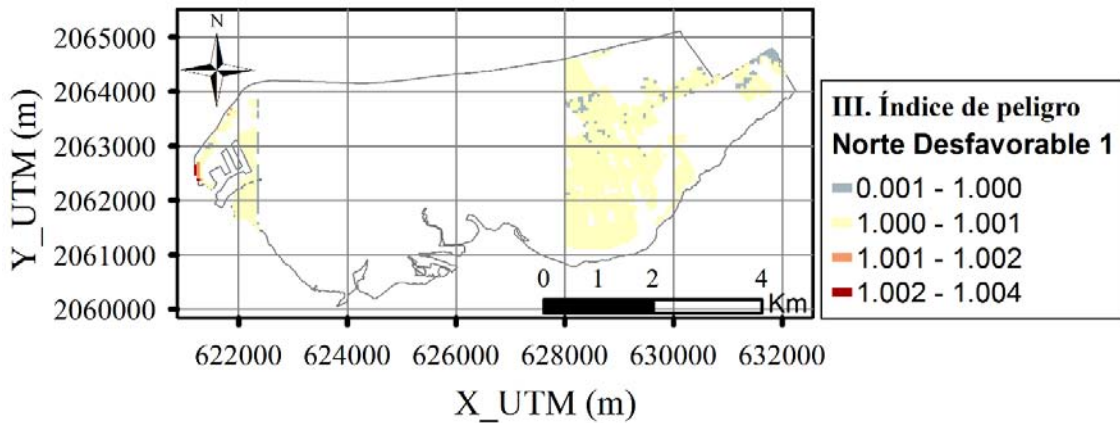 N
2065000
2064000
2063000
2062000
2061000
2060000
Y_UTM (m)
0 1 2 4
Km
622000 624000 626000 628000 630000 632000
X_UTM (m)
III. Índice de peligro
Norte Desfavorable 1
0.001 - 1.000
1.000 - 1.001
1.001 - 1.002
1.002 - 1.004